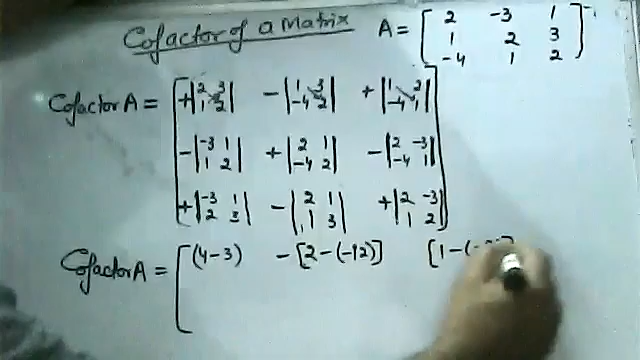 Cofactor of a Matrix A = [ 2 -3 1
1 2 3
-4 1 2 ]
Cofactor A = [ +|2 3| -|1 3| +|1 2|
|1 2| |-4 2| |-4 1|
-|-3 1| +|2 1| -|2 -3|
|1 2| |-4 2| |-4 1|
+|-3 1| -|2 1| +|2 -3|
|2 3| |1 3| |1 2| ]
Cofactor A = [ (4-3) -[2-(-12)] [1-(